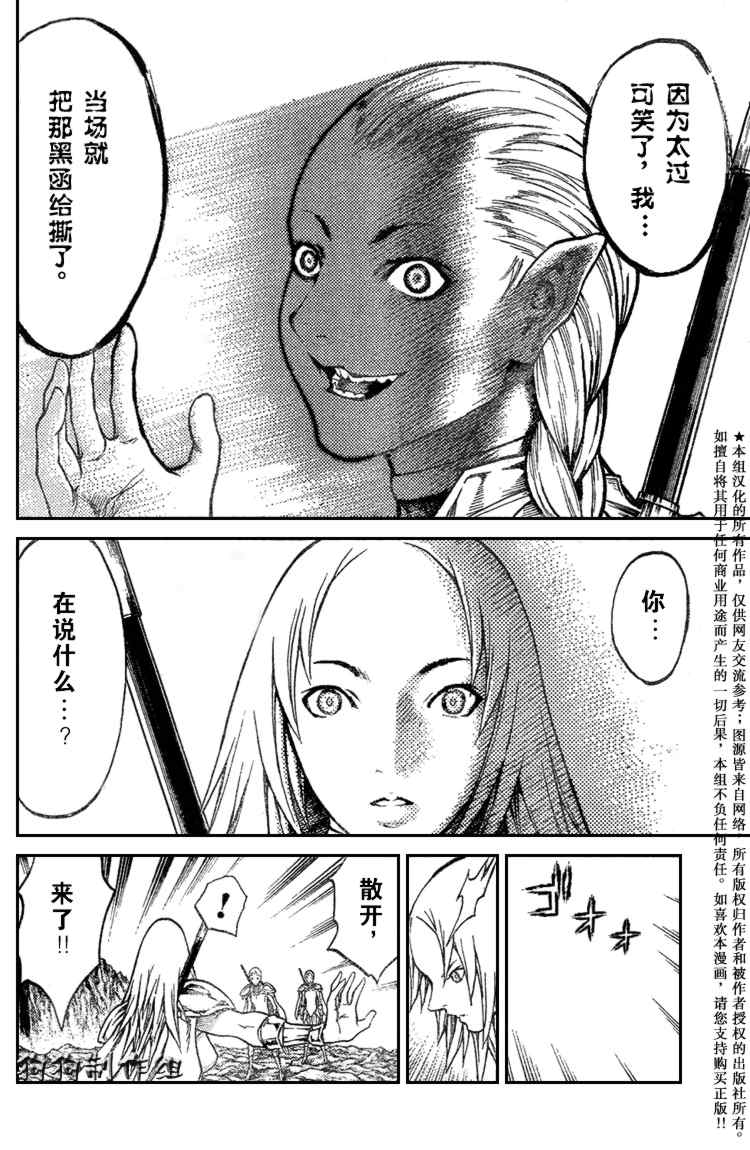 因为太过
可笑了，我…
当场就
把那黑函给撕了。
你…
在说什么…？
ゴォォ
散开，
！
来了!!
狗狗制作组
★本组汉化的所有作品，仅供网友交流参考；图源皆来自网络，所有版权归作者和被作者授权的出版社所有。
如擅自将其用于任何商业用途而产生的一切后果，本组不负任何责任。如喜欢本漫画，请您支持购买正版!!